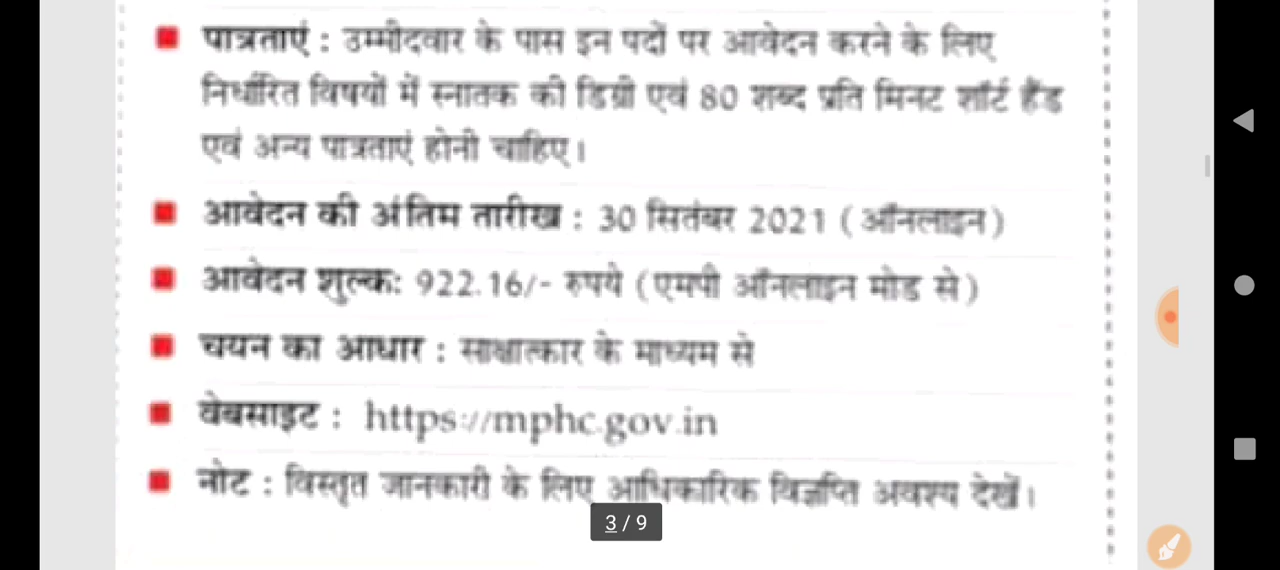 पात्रताएं : उम्मीदवार के पास इन पदों पर आवेदन करने के लिए
निर्धारित विषयों में स्नातक की डिग्री एवं 80 शब्द प्रति मिनट शॉर्ट हैंड
एवं अन्य पात्रताएं होनी चाहिए।
आवेदन की अंतिम तारीख : 30 सितंबर 2021 (ऑनलाइन)
आवेदन शुल्क: 922.16/- रुपये (एमपी ऑनलाइन मोड से)
चयन का आधार : साक्षात्कार के माध्यम से
वेबसाइट : https://mphc.gov.in
नोट : विस्तृत जानकारी के लिए आधिकारिक विज्ञप्ति अवश्य देखें।
3 / 9